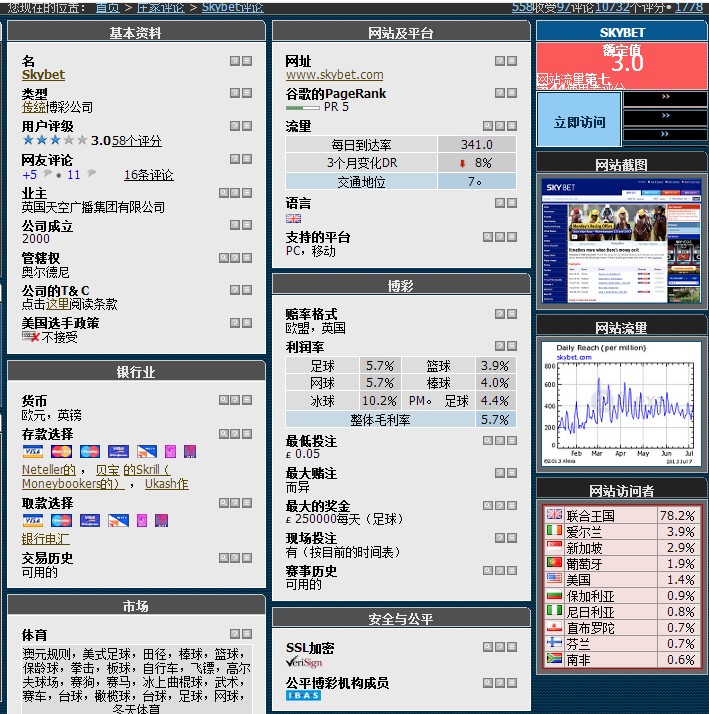 您现在的位置： 首页 > 庄家评论 > Skybet评论
558收受97评论10732个评分• 1778
基本资料
名
Skybet
类型
传统博彩公司
用户评级
3.058个评分
网友评论
+5 • 11 16条评论
业主
英国天空广播集团有限公司
公司成立
2000
管辖权
奥尔德尼
公司的T& C
点击这里阅读条款
美国选手政策
不接受
银行业
货币
欧元，英镑
存款选择
VISA
VISA
Neteller的 ， 贝宝 的Skrill（
Moneybookers的） ， Ukash作
取款选择
VISA
VISA
银行电汇
交易历史
可用的
市场
体育
澳元规则，美式足球，田径，棒球，篮球，
保龄球，拳击，板球，自行车，飞镖，高尔
夫球场，赛狗，赛马，冰上曲棍球，武术，
赛车，台球，橄榄球，台球，足球，网球，
冬天体育
网站及平台
网址
www.skybet.com
谷歌的PageRank
PR 5
流量
每日到达率 341.0
3个月变化DR 8%
交通地位 7。
语言
支持的平台
PC，移动
博彩
赔率格式
欧盟，英国
利润率
足球 5.7% 篮球 3.9%
网球 5.7% 棒球 4.0%
冰球 10.2% PM。 足球 4.4%
整体毛利率 5.7%
最低投注
£ 0.05
最大赌注
而异
最大的奖金
£ 250000每天（足球）
现场投注
有（按目前的时间表）
赛事历史
可用的
安全与公平
SSL加密
VeriSign
公平博彩机构成员
IBAS
SKYBET
额定值
3.0
网站流量第七
立即访问
››
››
››
网站截图
SKYBET
网站流量
Daily Reach (per million)
skybet.com
800
600
400
200
0
Feb Mar Apr May Jun Jul
©2013 Alexa 2013 Jul 7
网站访问者
联合王国 78.2%
爱尔兰 3.9%
新加坡 2.9%
葡萄牙 1.9%
美国 1.4%
保加利亚 0.9%
尼日利亚 0.8%
直布罗陀 0.7%
芬兰 0.7%
南非 0.6%